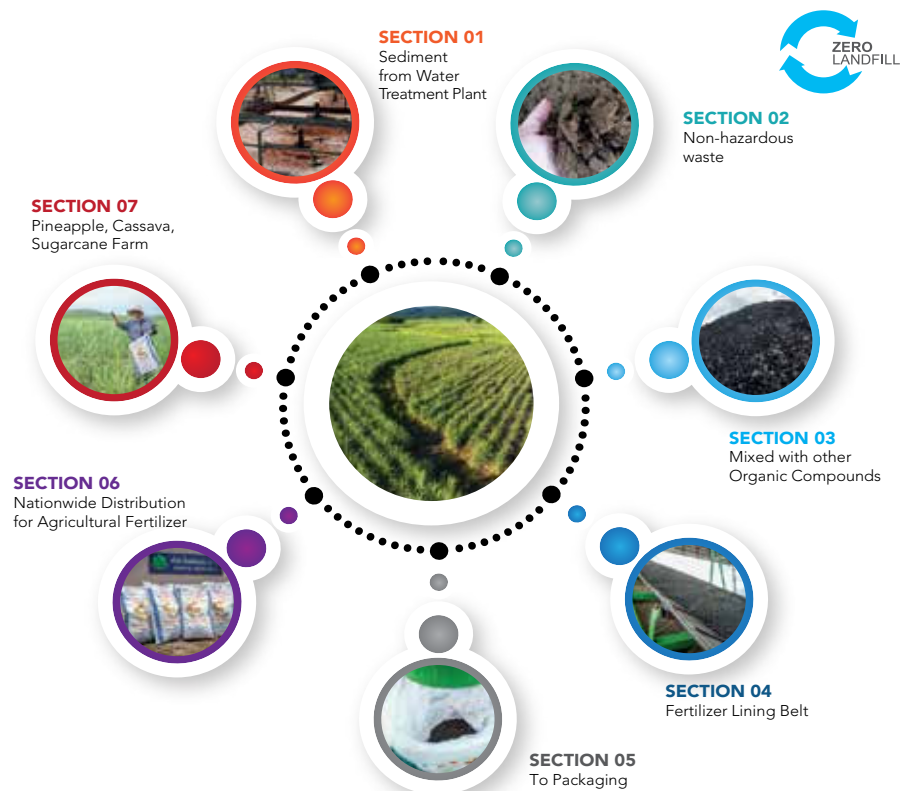 SECTION 01
Sediment
from Water
Treatment Plant
ZERO
LANDFILL
SECTION 02
Non-hazardous
waste
SECTION 07
Pineapple, Cassava,
Sugarcane Farm
SECTION 03
Mixed with other
Organic Compounds
SECTION 06
Nationwide Distribution
for Agricultural Fertilizer
SECTION 04
Fertilizer Lining Belt
SECTION 05
To Packaging